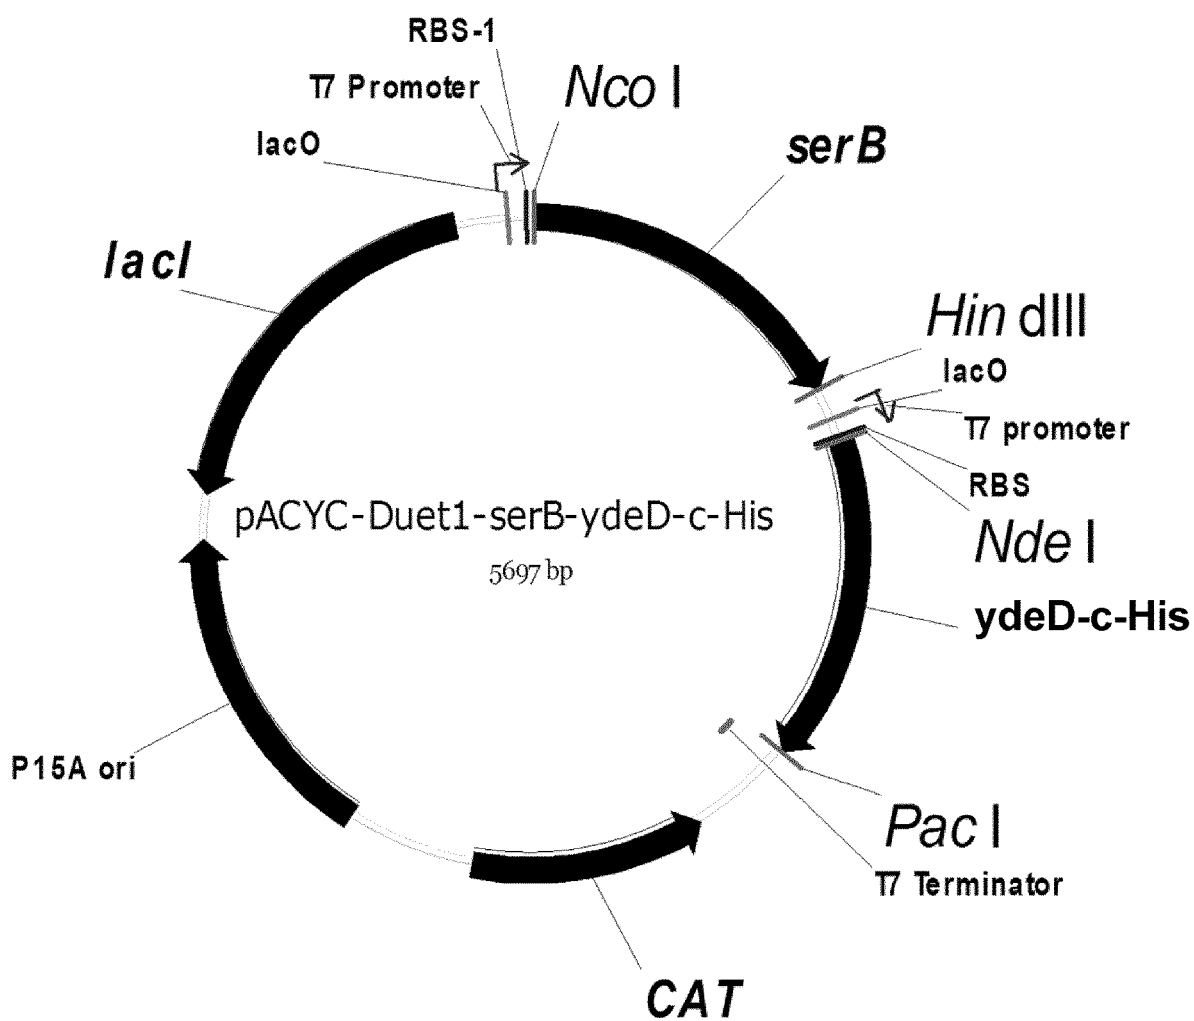 RBS-1
T7 Promoter
Nco I
lacO
serB
lacI
Hin dIII
lacO
T7 promoter
RBS
pACYC-Duet1-serB-ydeD-c-His
Nde I
5697 bp
ydeD-c-His
P15A ori
Pac I
T7 Terminator
CAT